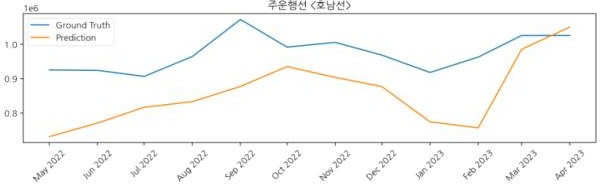 주운행선 <호남선>
1e6
Ground Truth
Prediction
1.0
0.9
0.8
May 2022
Jun 2022
Jul 2022
Aug 2022
Sep 2022
Oct 2022
Nov 2022
Dec 2022
Jan 2023
Feb 2023
Mar 2023
Apr 2023